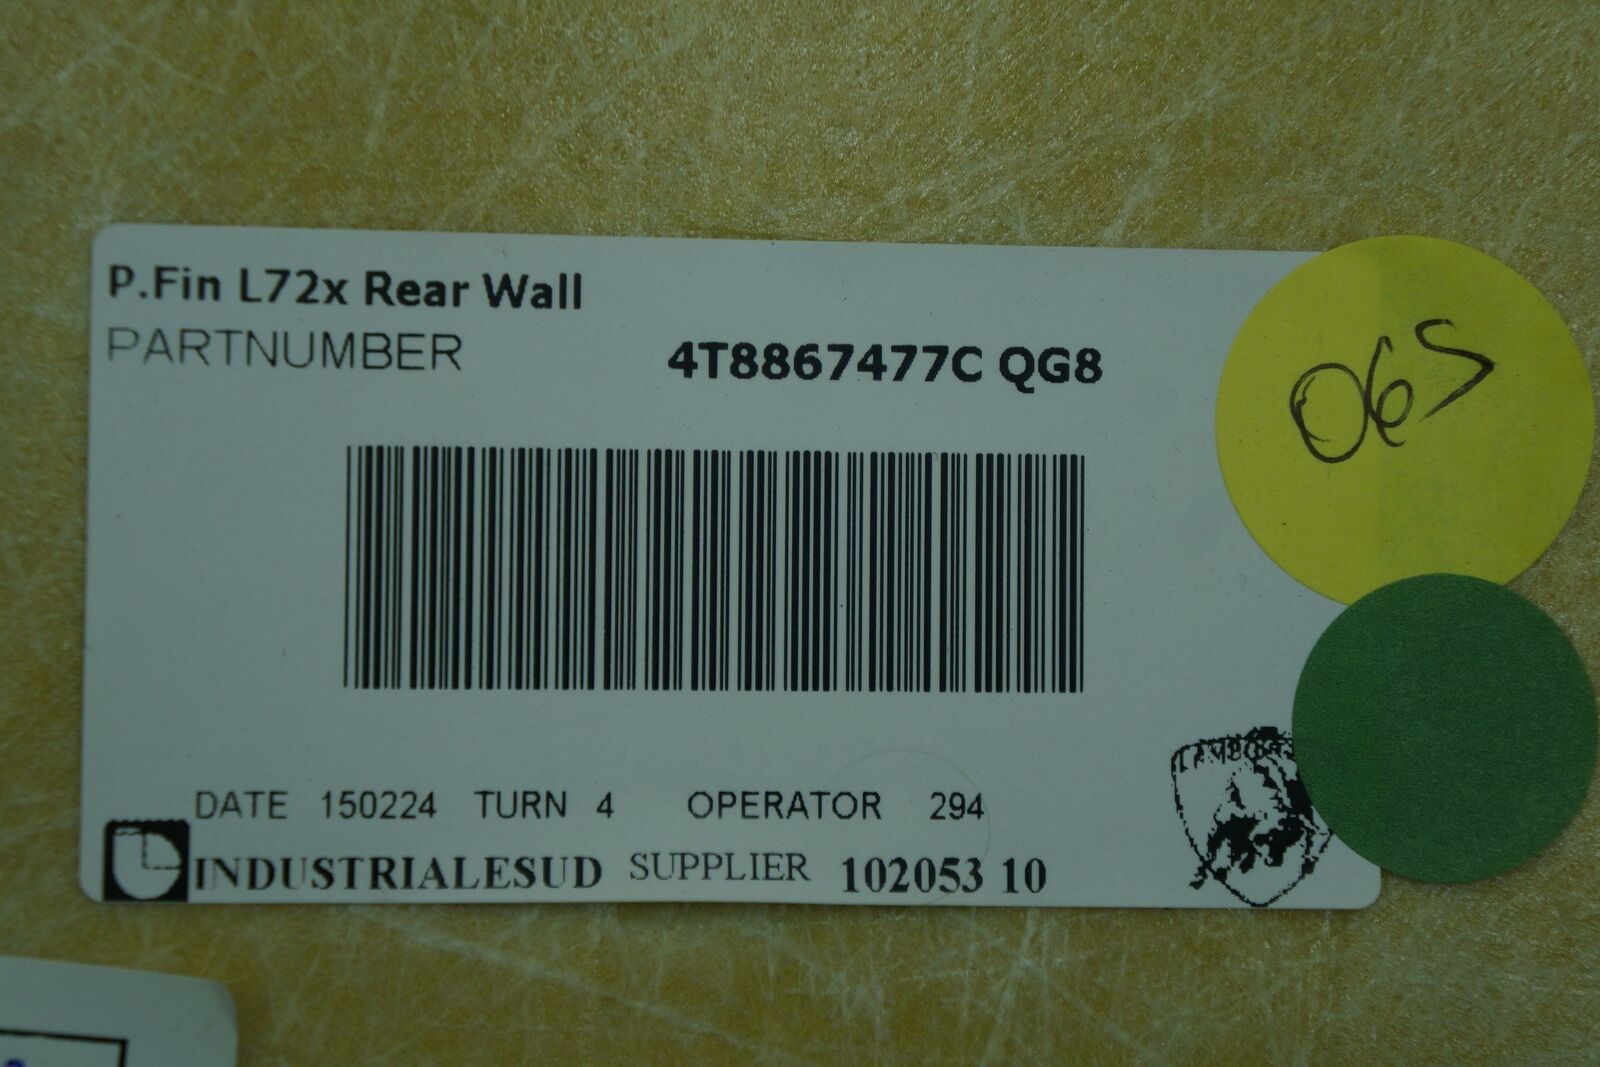 P.Fin L72x Rear Wall
PARTNUMBER 4T8867477C QG8
065
DATE 150224 TURN 4 OPERATOR 294
INDUSTRIALESUD SUPPLIER 102053 10